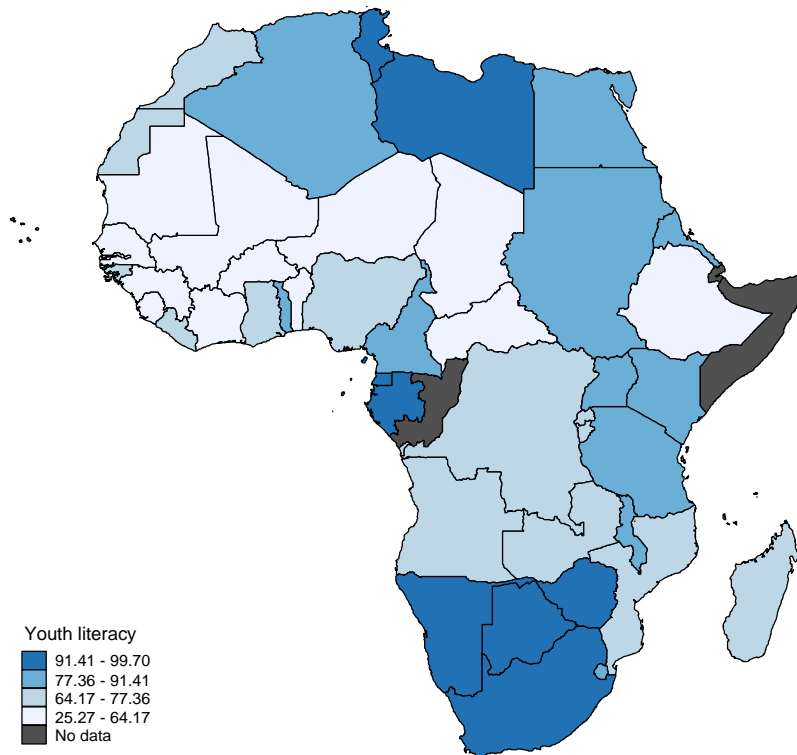 Youth literacy
91.41 - 99.70
77.36 - 91.41
64.17 - 77.36
25.27 - 64.17
No data